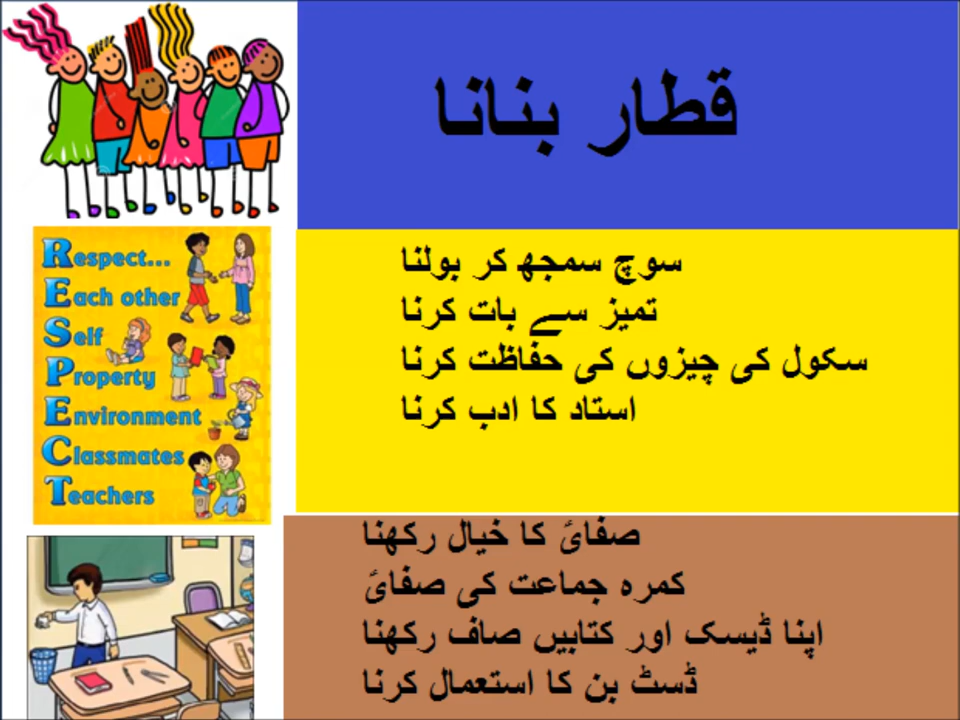 قطار بنانا
Respect...
Each other
Self
Property
Environment
Classmates
Teachers
سوچ سمجھ کر بولنا
تمیز سے بات کرنا
سکول کی چیزوں کی حفاظت کرنا
استاد کا ادب کرنا
صفائ کا خیال رکھنا
کمرہ جماعت کی صفائ
اپنا ڈیسک اور کتابیں صاف رکھنا
ڈسٹ بن کا استعمال کرنا